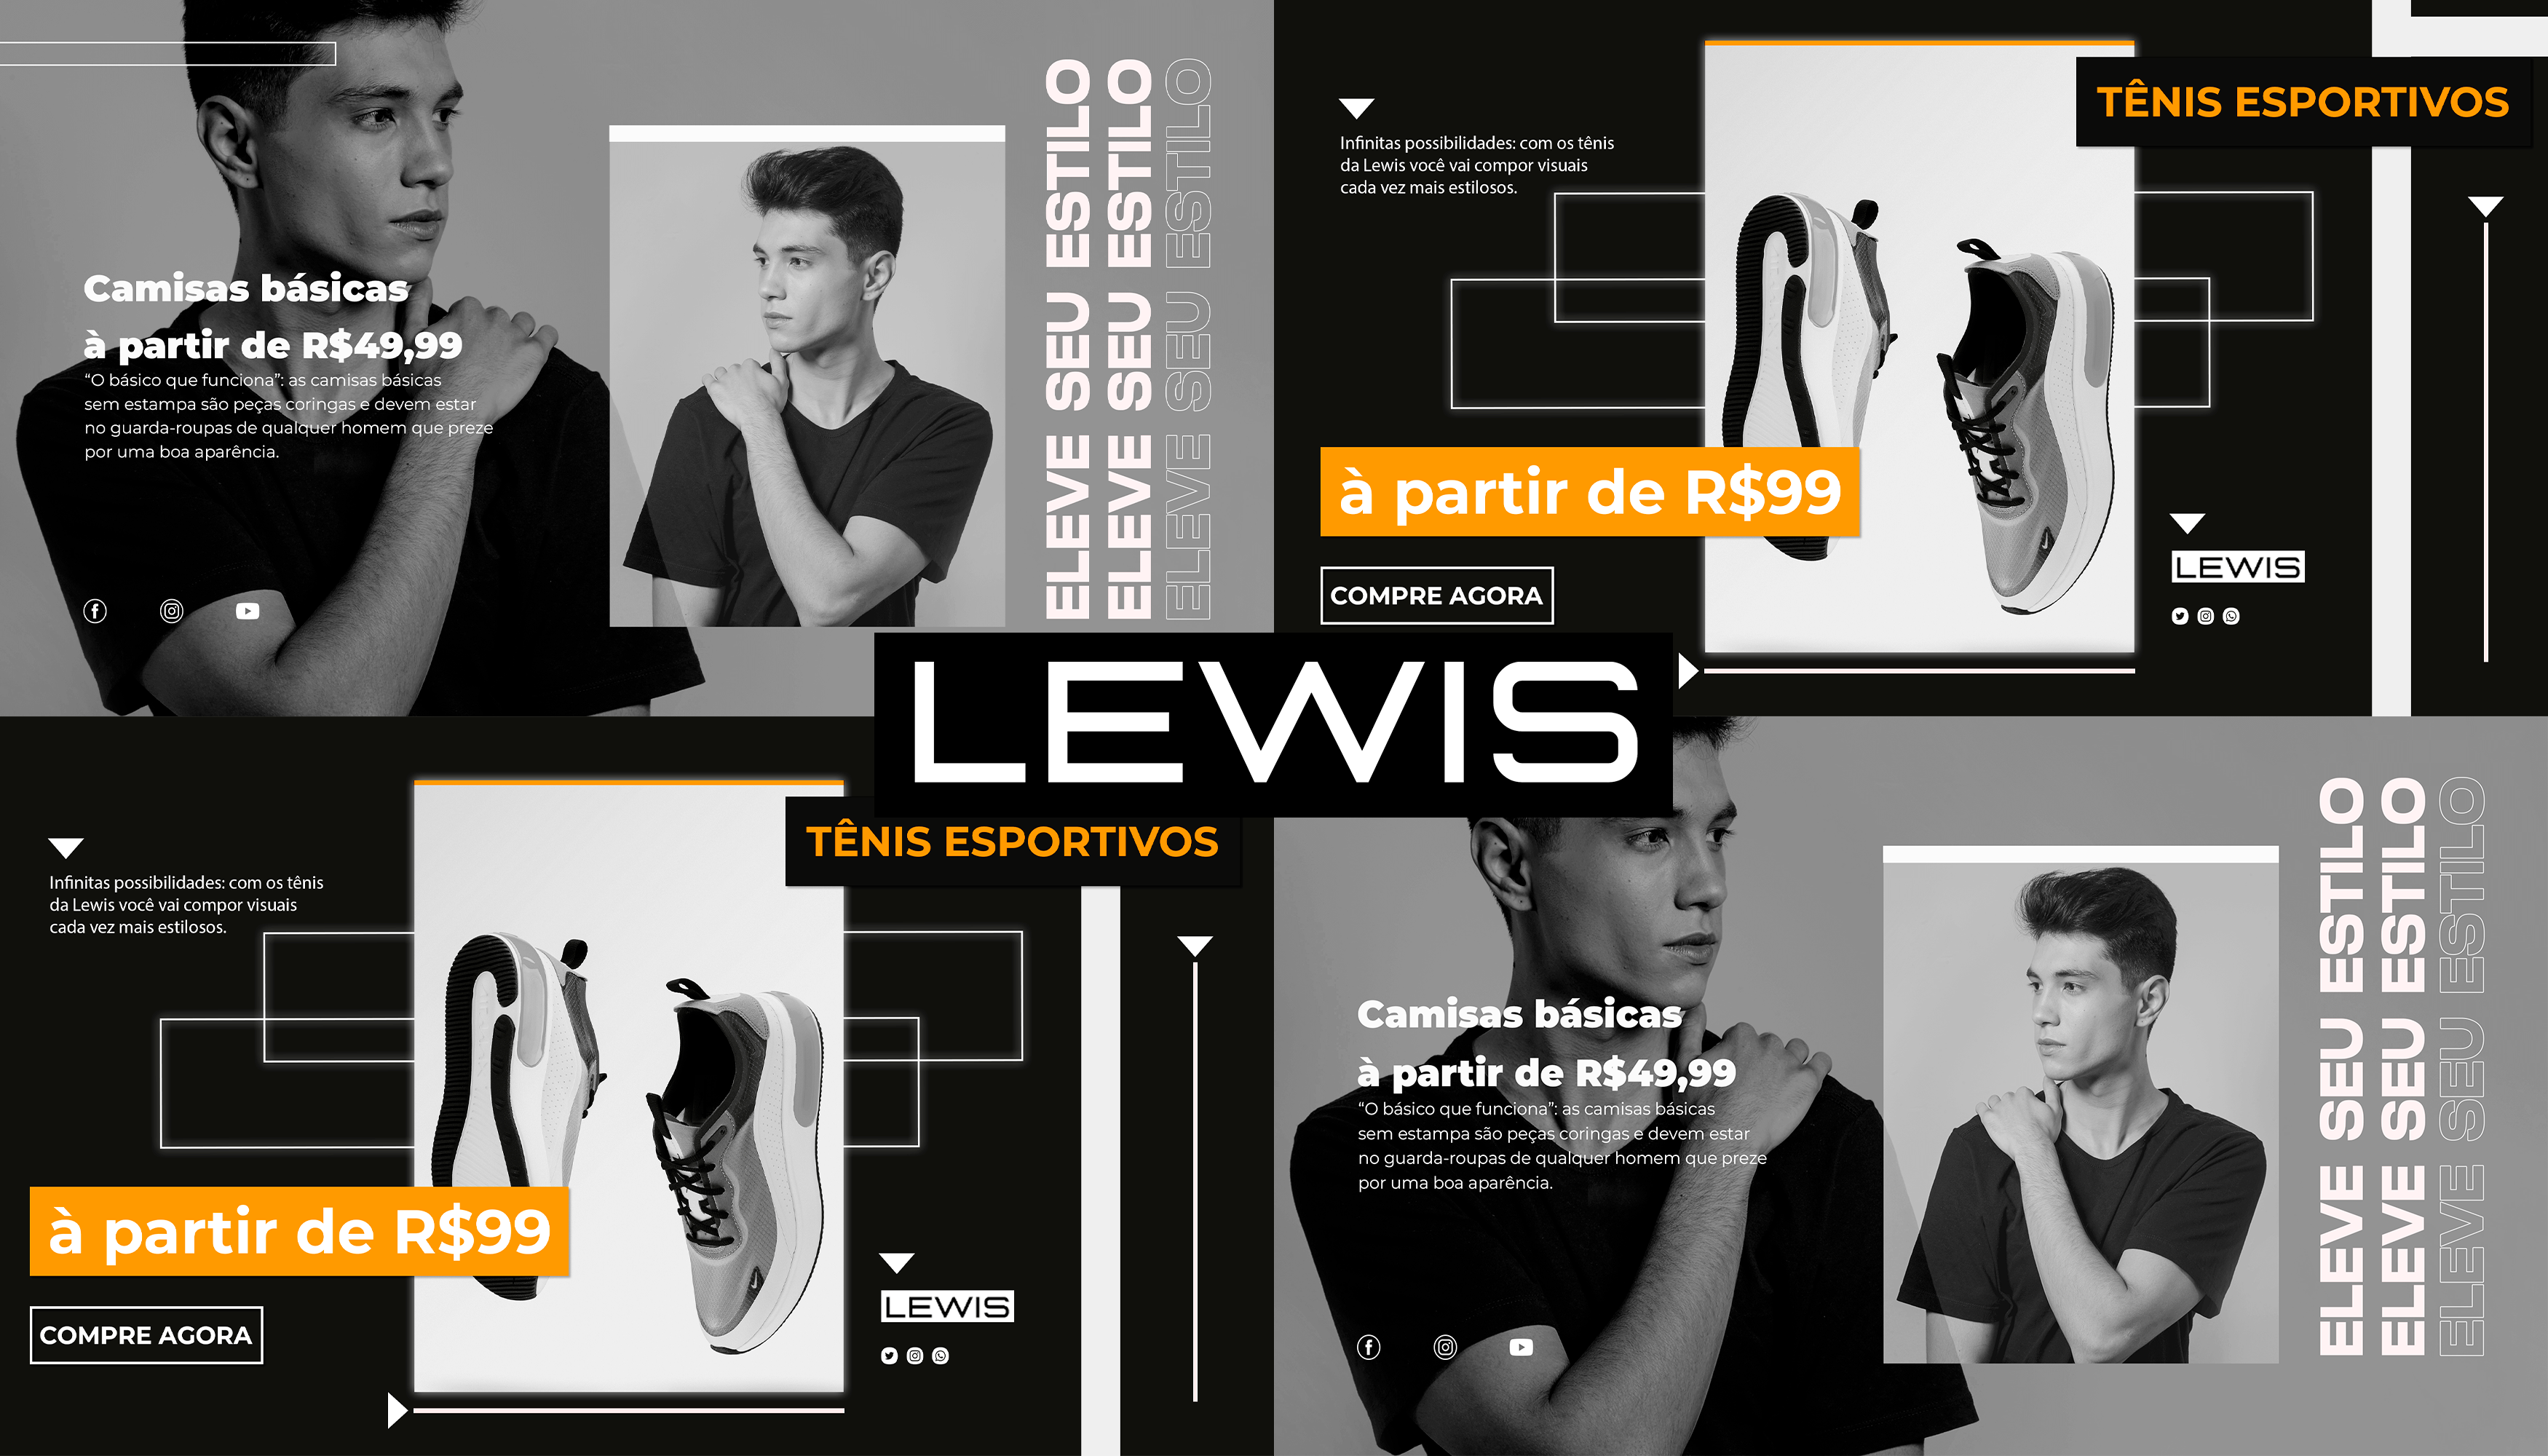 Camisas básicas
à partir de R$49,99
“O básico que funciona”: as camisas básicas
sem estampa são peças coringas e devem estar
no guarda-roupas de qualquer homem que preze
por uma boa aparência.
ELEVE SEU ESTILO
ELEVE SEU ESTILO
ELEVE SEU ESTILO
TÊNIS ESPORTIVOS
Infinitas possibilidades: com os tênis
da Lewis você vai compor visuais
cada vez mais estilosos.
à partir de R$99
COMPRE AGORA
LEWIS
LEWIS
TÊNIS ESPORTIVOS
Infinitas possibilidades: com os tênis
da Lewis você vai compor visuais
cada vez mais estilosos.
à partir de R$99
COMPRE AGORA
LEWIS
Camisas básicas
à partir de R$49,99
“O básico que funciona”: as camisas básicas
sem estampa são peças coringas e devem estar
no guarda-roupas de qualquer homem que preze
por uma boa aparência.
ELEVE SEU ESTILO
ELEVE SEU ESTILO
ELEVE SEU ESTILO